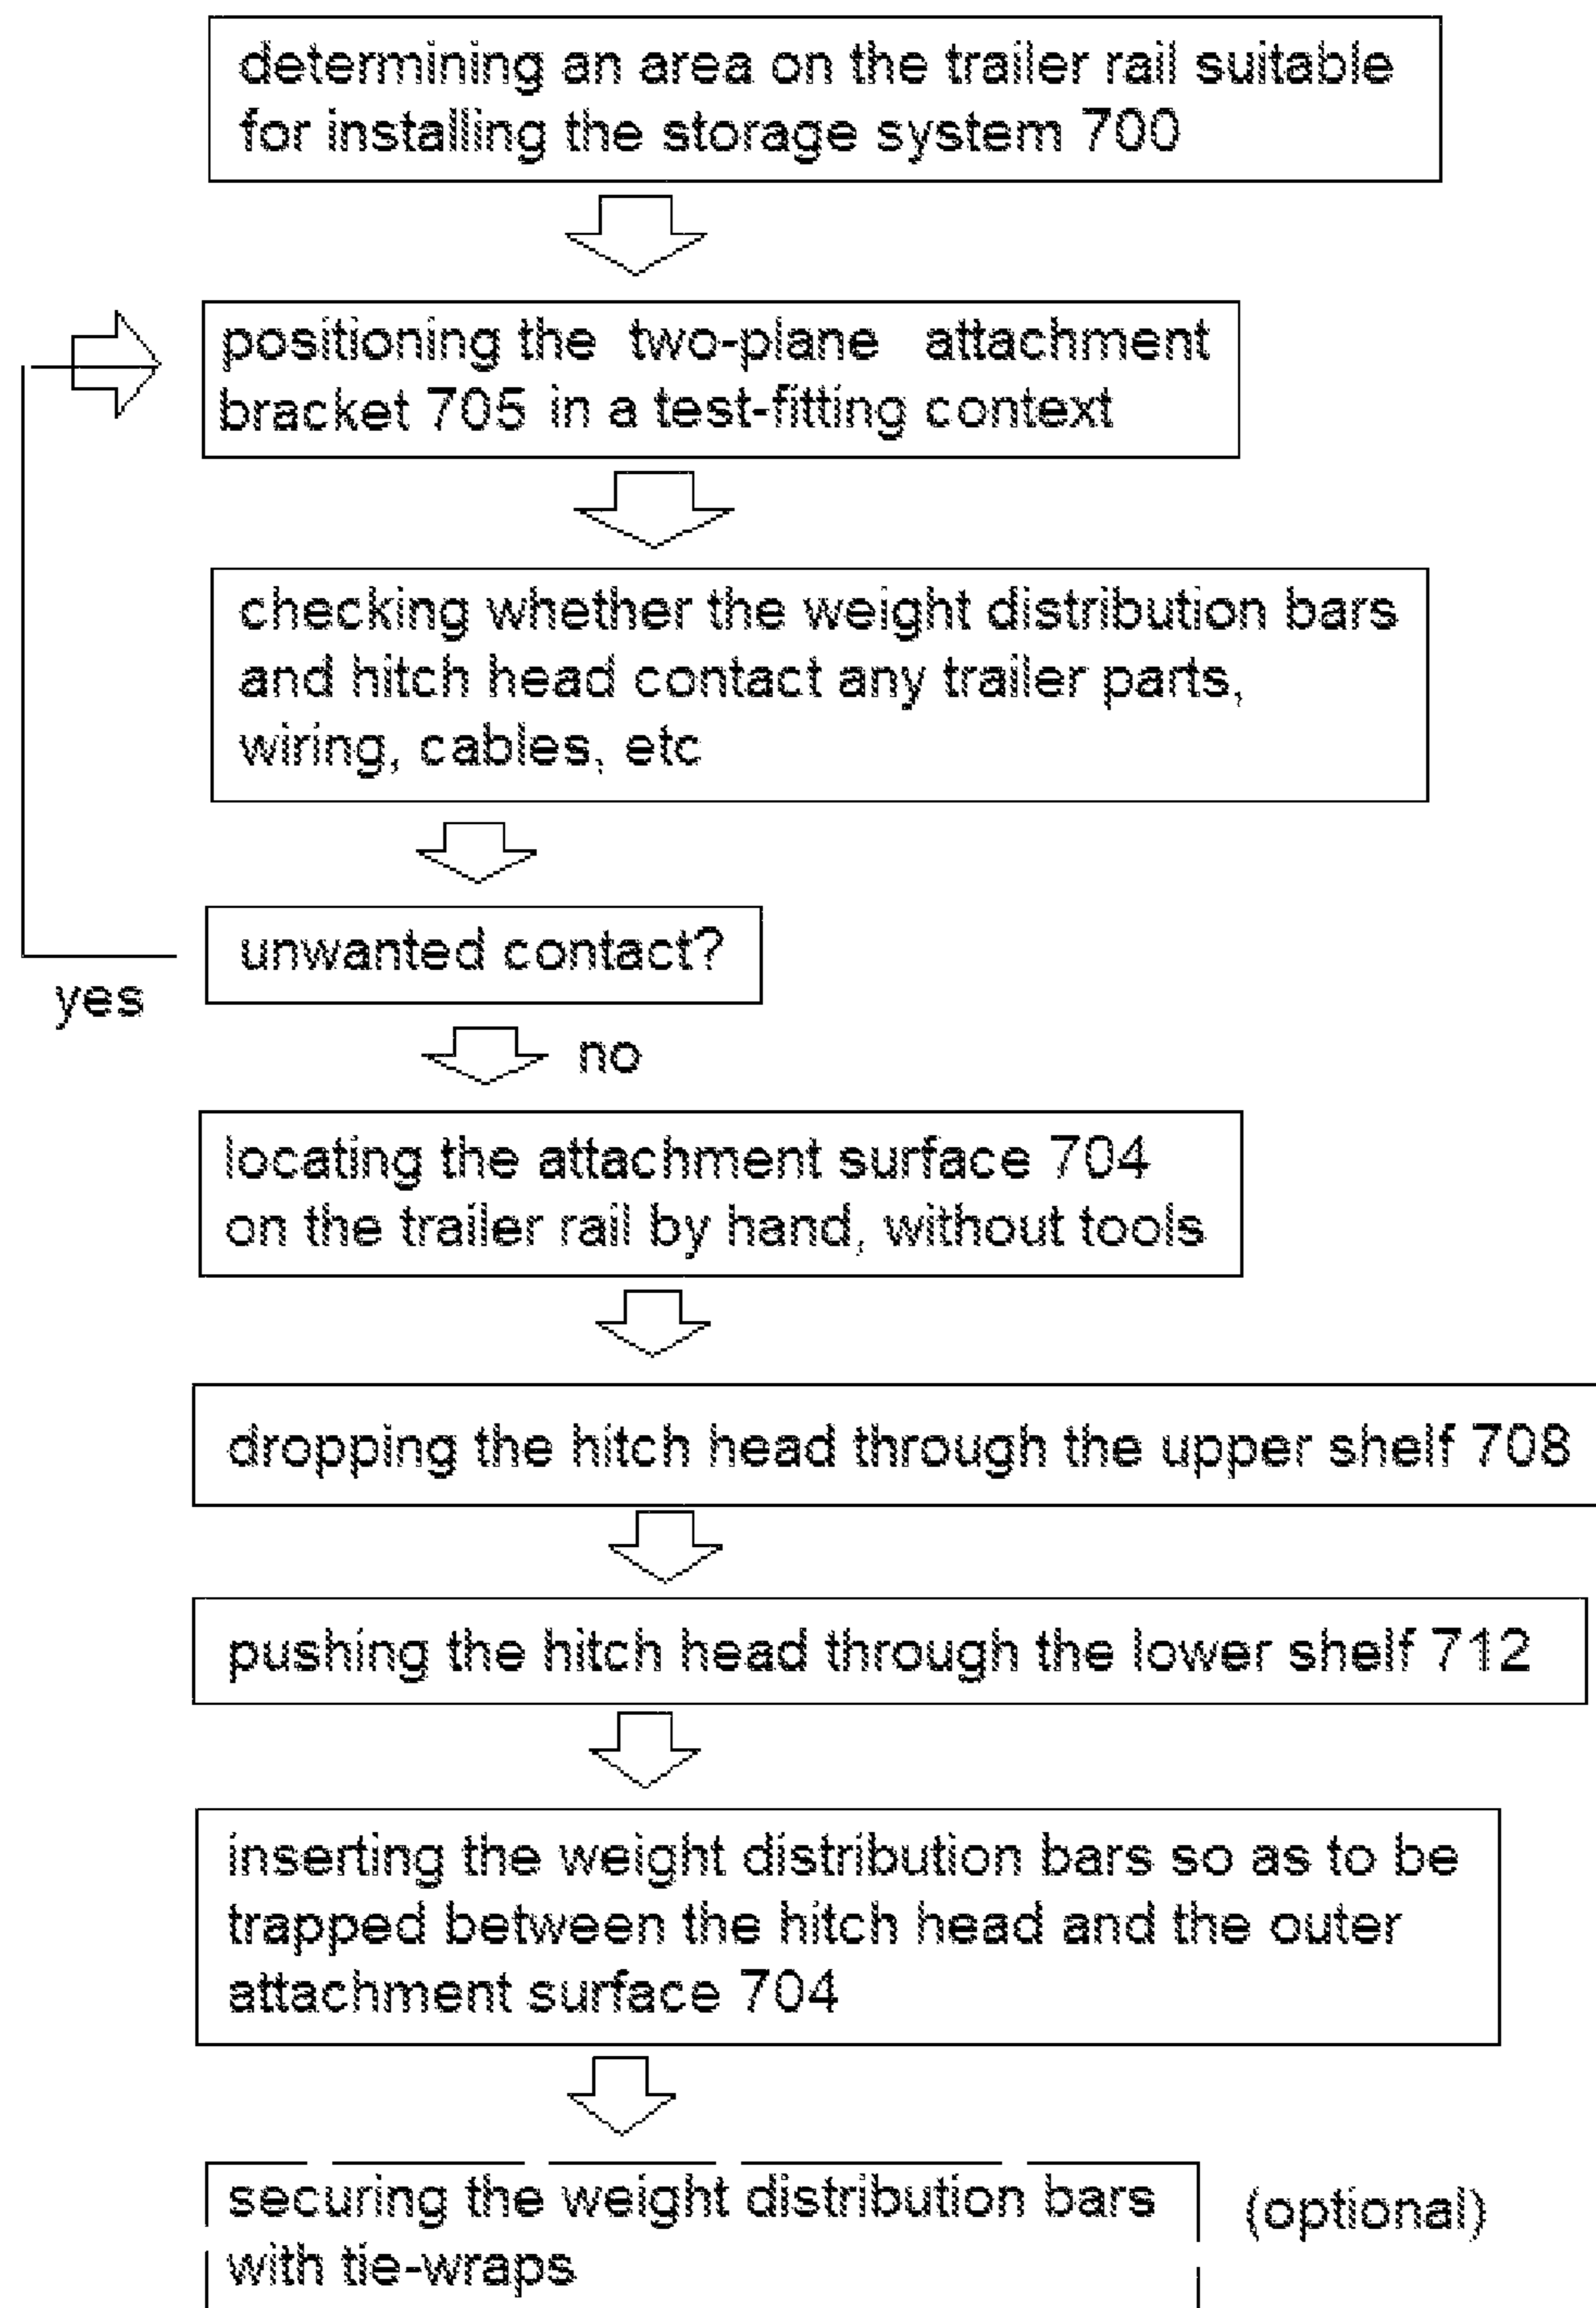 determining an area on the trailer rail suitable
for installing the storage system 700
positioning the two-plane attachment
bracket 705 in a test-fitting context
checking whether the weight distribution bars
and hitch head contact any trailer parts,
wiring, cables, etc
unwanted contact?
yes
no
locating the attachment surface 704
on the trailer rail by hand, without tools
dropping the hitch head through the upper shelf 708
pushing the hitch head through the lower shelf 712
inserting the weight distribution bars so as to be
trapped between the hitch head and the outer
attachment surface 704
securing the weight distribution bars
with tie-wraps
(optional)